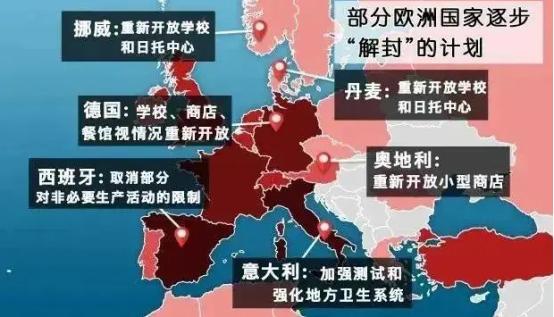 部分欧洲国家逐步
“解封”的计划
挪威：重新开放学校
和日托中心
丹麦：重新开放学校
和日托中心
德国：学校、商店、
餐馆视情况重新开放
奥地利：
重新开放小型商店
西班牙：取消部分
对非必要生产活动的限制
意大利：加强测试和
强化地方卫生系统